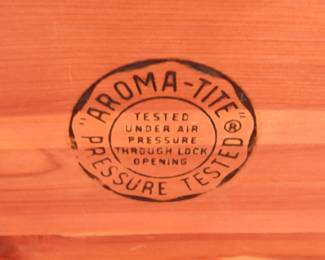 "AROMA-TITE"®
TESTED
UNDER AIR
PRESSURE
THROUGH LOCK
OPENING
PRESSURE TESTED